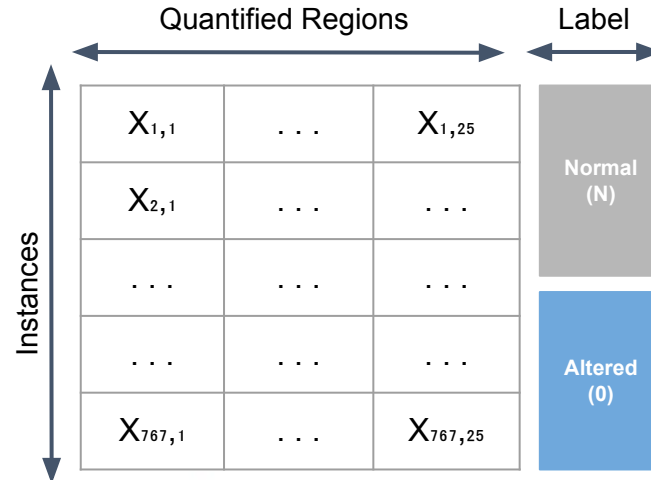 Quantified Regions Label
X1,1 . . . X1,25
X2,1 . . . . . .
. . . . . . . . .
. . . . . . . . .
X767,1 . . . X767,25
Instances
Normal
(N)
Altered
(0)